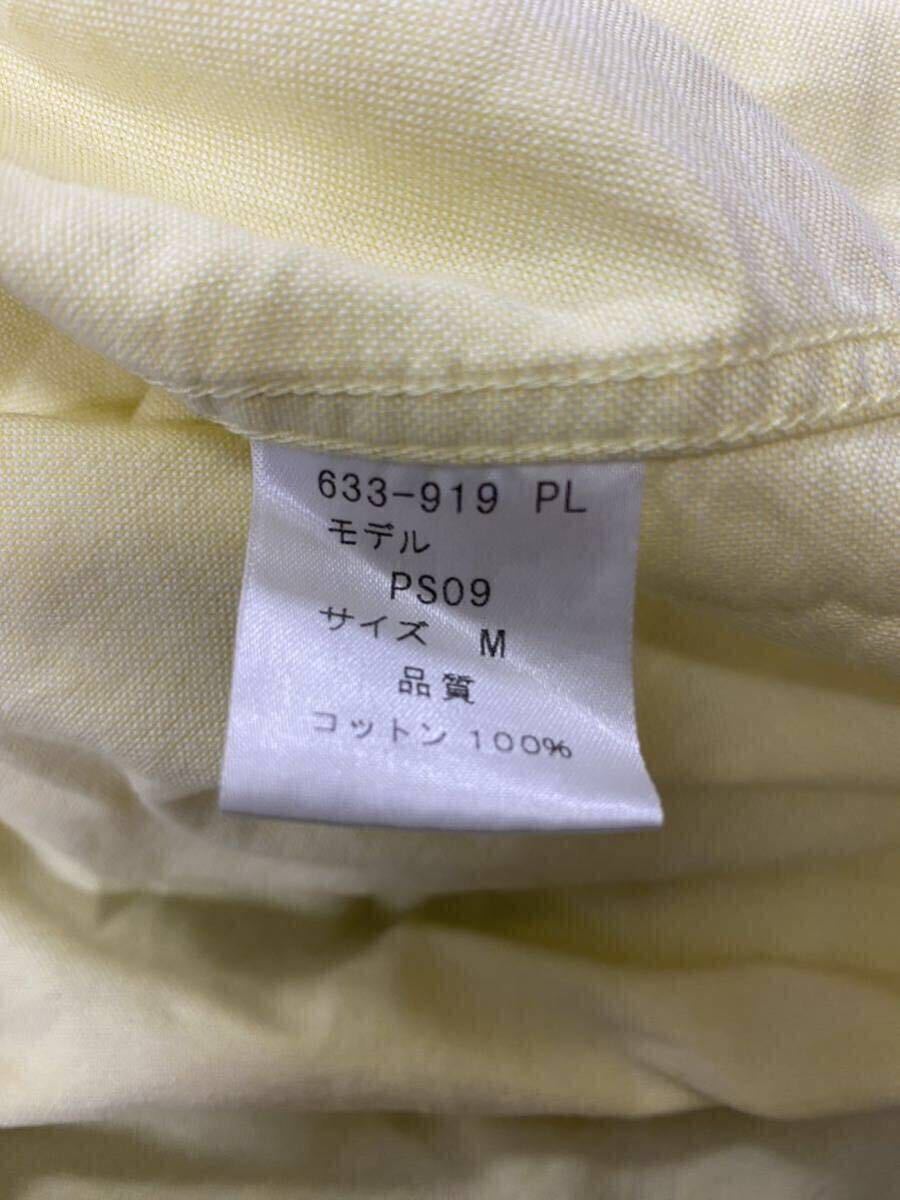 633-919 PL
モデル
PS09
サイズ M
品質
コットン 100%